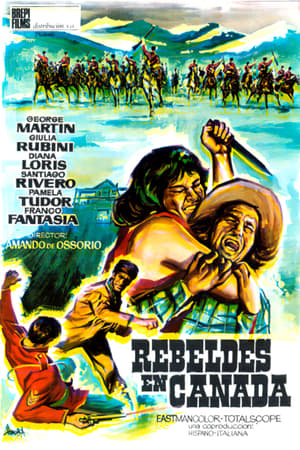 BREPI
FILMS
distribución, s.a.
GEORGE
MARTIN
GIULIA
RUBINI
DIANA
LORIS
SANTIAGO
RIVERO
PAMELA
TUDOR
FRANCO
FANTASIA
DIRECTOR:
AMANDO DE OSSORIO
REBELDES
EN
CANADA
EASTMANCOLOR-TOTALSCOPE
una coproducción:
HISPANO-ITALIANA